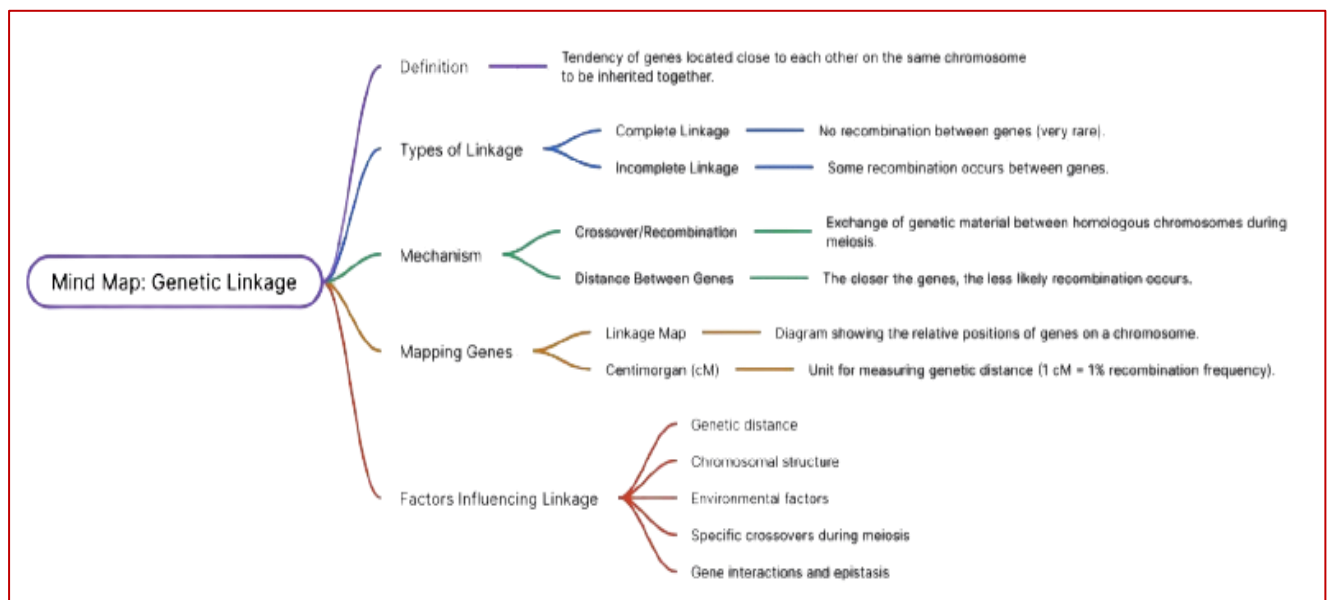 Mind Map: Genetic Linkage
Definition
Tendency of genes located close to each other on the same chromosome
to be inherited together.
Types of Linkage
Complete Linkage
No recombination between genes (very rare).
Incomplete Linkage
Some recombination occurs between genes.
Mechanism
Crossover/Recombination
Exchange of genetic material between homologous chromosomes during
meiosis.
Distance Between Genes
The closer the genes, the less likely recombination occurs.
Mapping Genes
Linkage Map
Diagram showing the relative positions of genes on a chromosome.
Centimorgan (cM)
Unit for measuring genetic distance (1 cM = 1% recombination frequency).
Factors Influencing Linkage
Genetic distance
Chromosomal structure
Environmental factors
Specific crossovers during meiosis
Gene interactions and epistasis